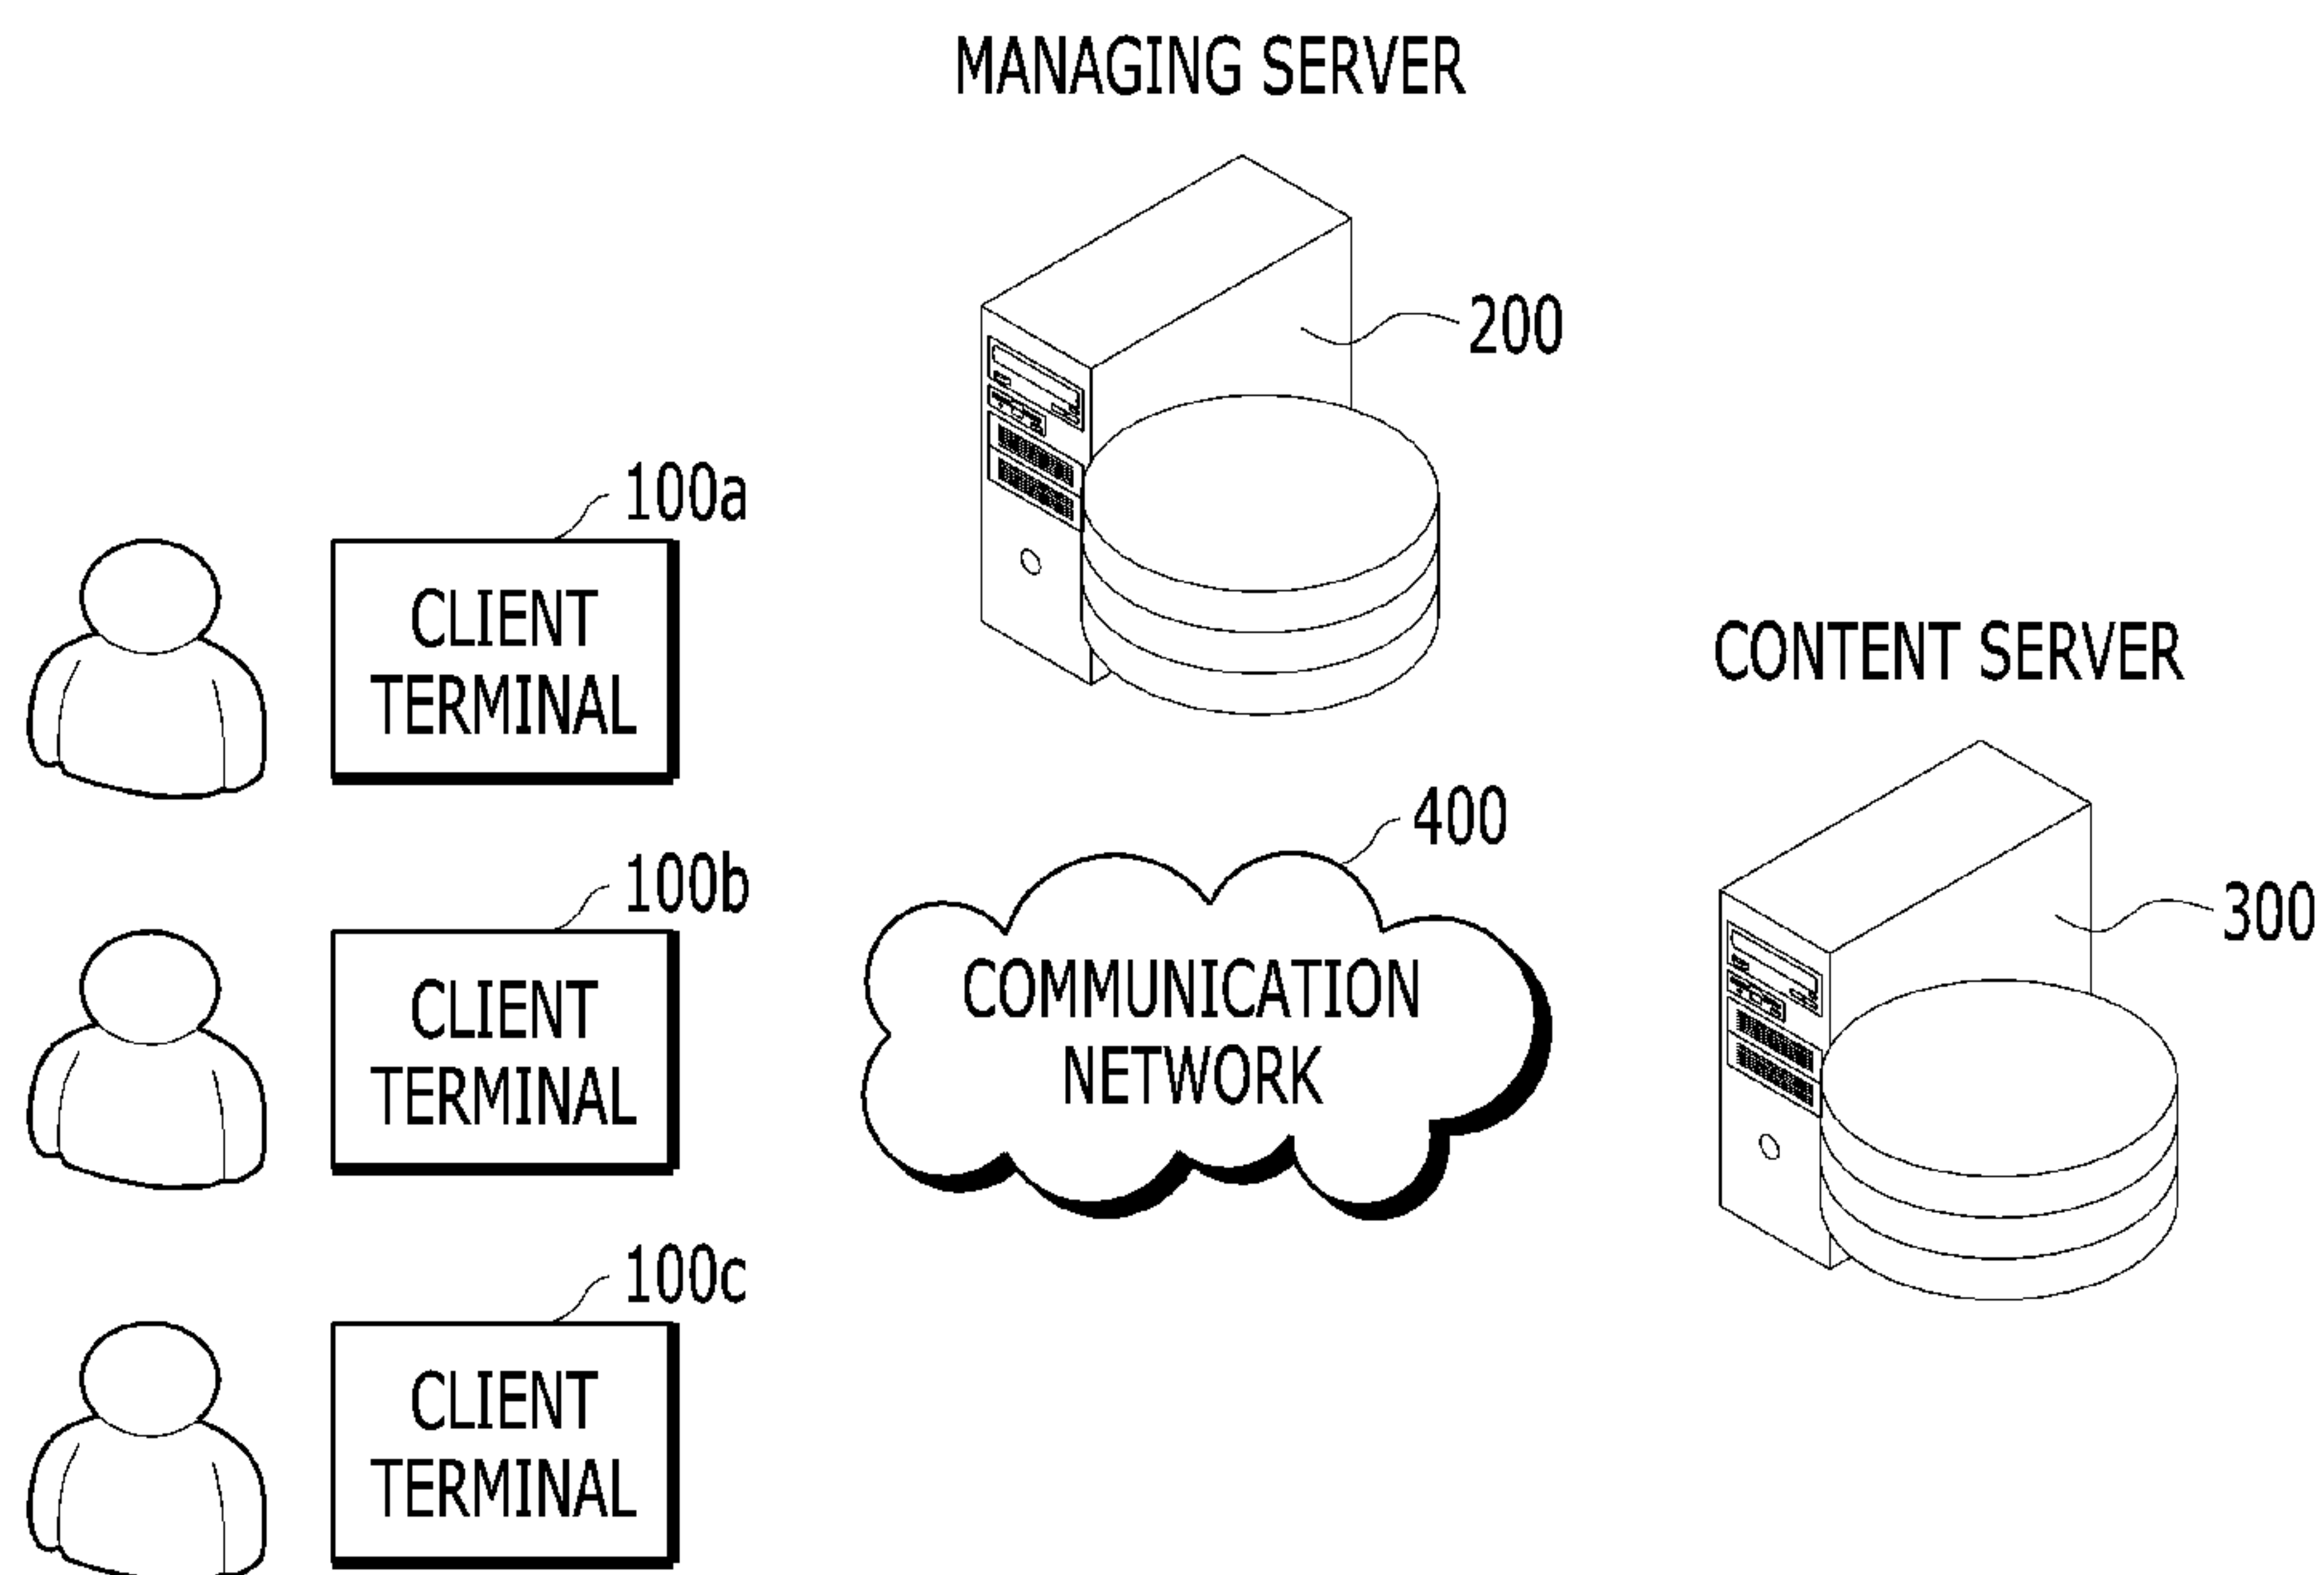 MANAGING SERVER
200
100a
CLIENT
TERMINAL
CONTENT SERVER
400
100b
300
CLIENT
TERMINAL
COMMUNICATION
NETWORK
100c
CLIENT
TERMINAL